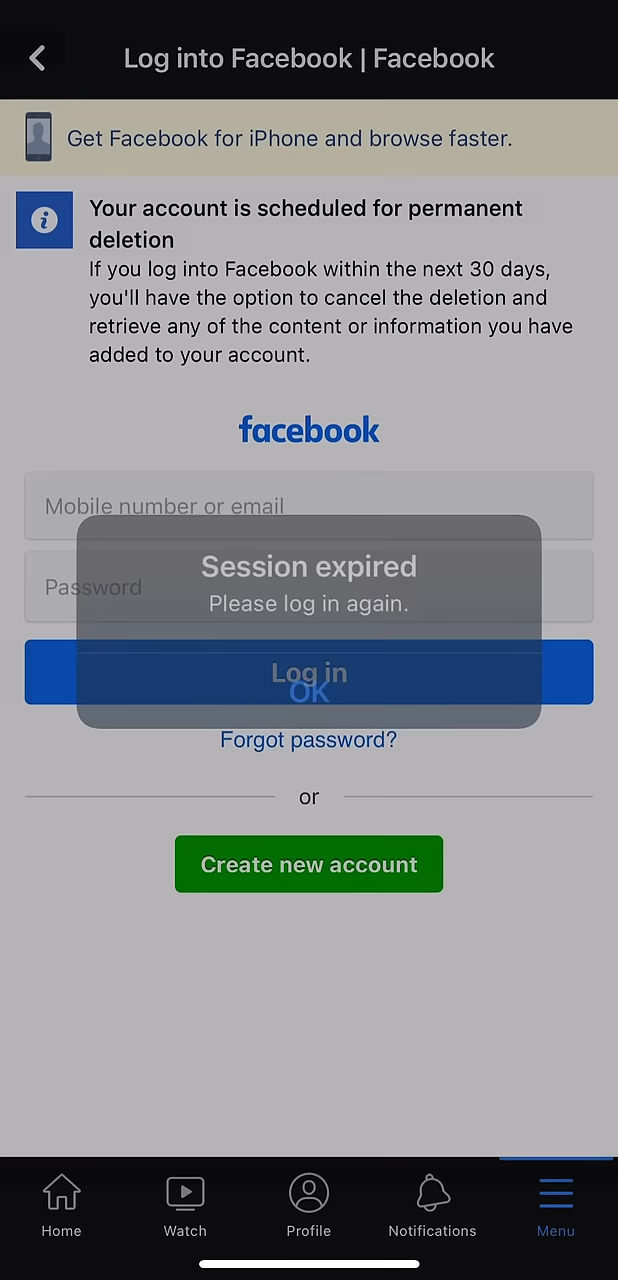 Log into Facebook | Facebook
Get Facebook for iPhone and browse faster.
Your account is scheduled for permanent
deletion
If you log into Facebook within the next 30 days,
you'll have the option to cancel the deletion and
retrieve any of the content or information you have
added to your account.
facebook
Mobile number or email
Session expired
Password
Please log in again.
Log in
OK
Forgot password?
or
Create new account
Home
Watch
Profile
Notifications
Menu